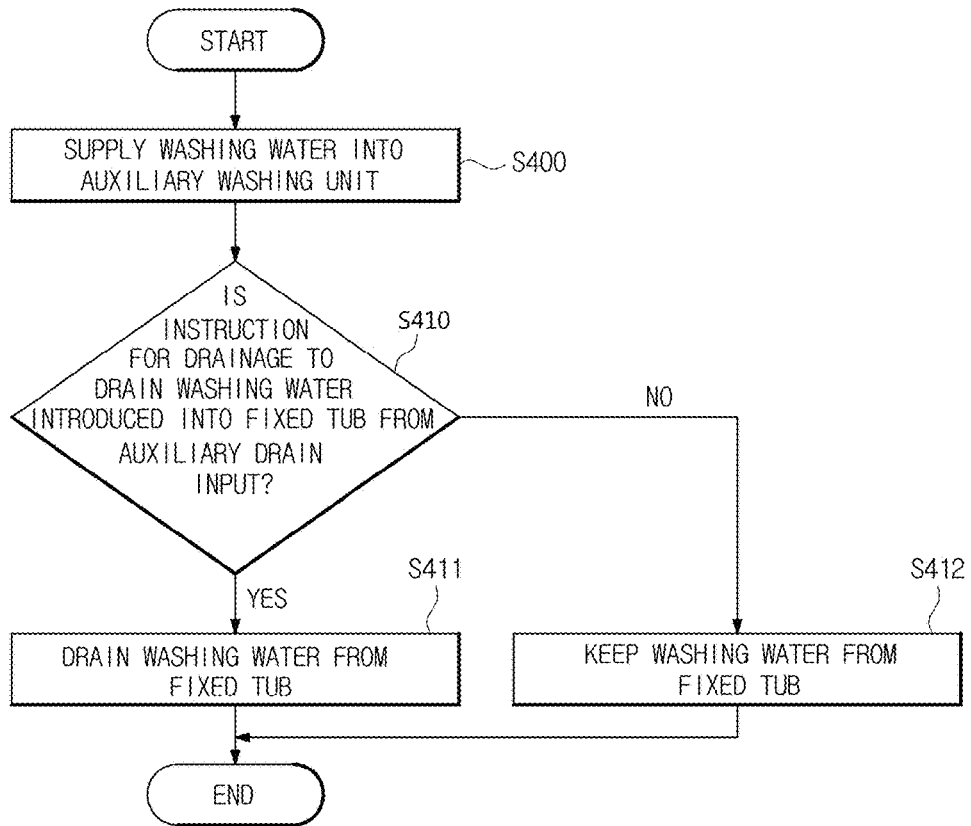 START
SUPPLY WASHING WATER INTO
AUXILIARY WASHING UNIT
S400
IS
INSTRUCTION
FOR DRAINAGE TO
DRAIN WASHING WATER
INTRODUCED INTO FIXED TUB FROM
AUXILIARY DRAIN
INPUT?
S410
NO
YES
S411
DRAIN WASHING WATER FROM
FIXED TUB
S412
KEEP WASHING WATER FROM
FIXED TUB
END